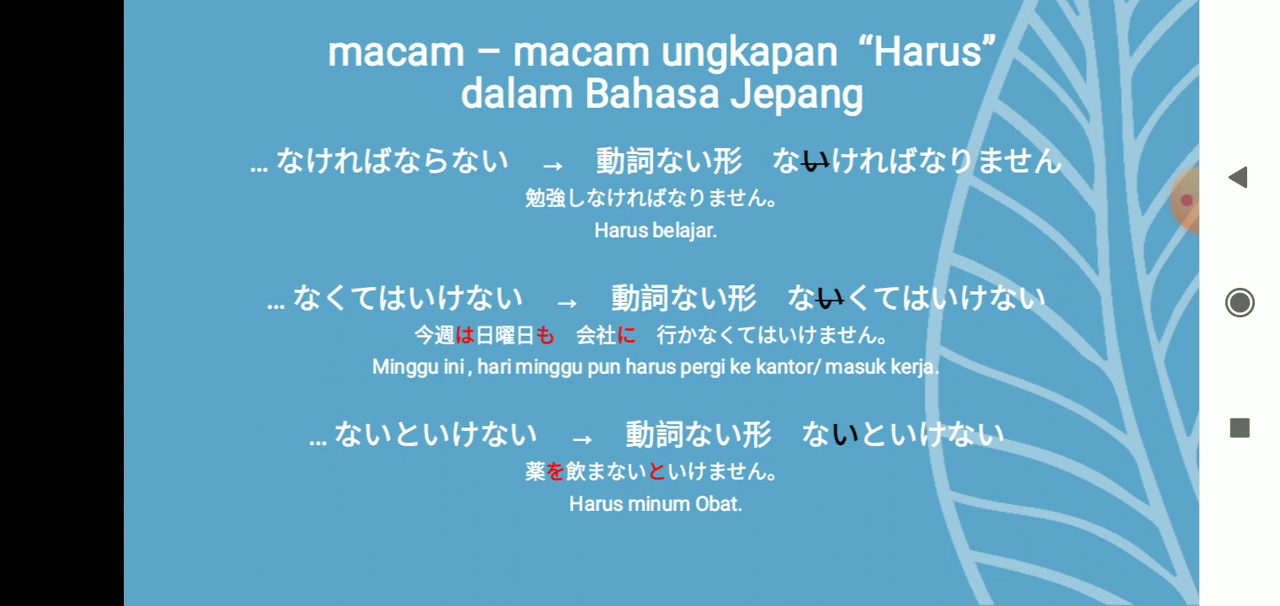 macam – macam ungkapan “Harus”
dalam Bahasa Jepang
... なければならない → 動詞ない形 ないければなりません
勉強しなければなりません。
Harus belajar.
... なくてはいけない → 動詞ない形 ないくてはいけない
今週は日曜日も 会社に 行かなくてはいけません。
Minggu ini , hari minggu pun harus pergi ke kantor/ masuk kerja.
... ないといけない → 動詞ない形 ないといけない
薬を飲まないといけません。
Harus minum Obat.